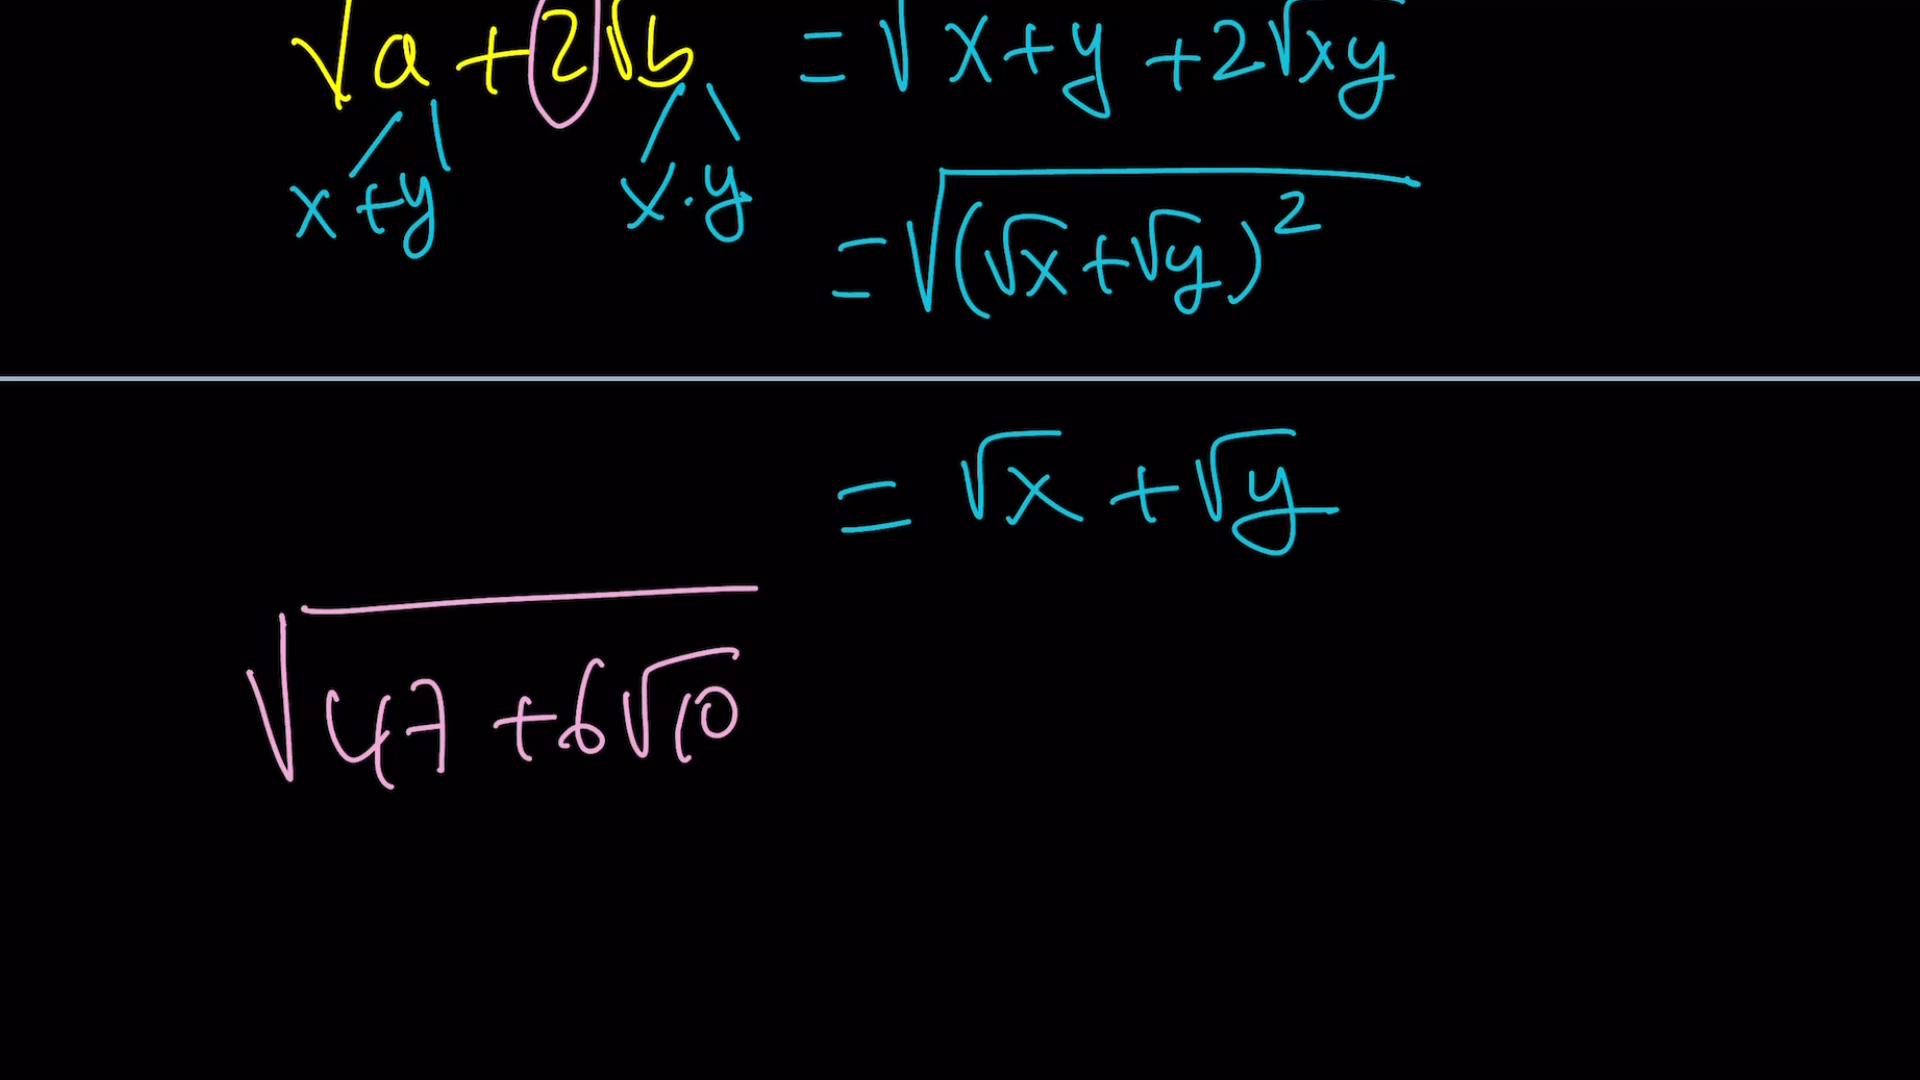 √a + 2√b = √x + y + 2√xy
x + y x · y = √(√x + √y)²
= √x + √y
√47 + 6√10